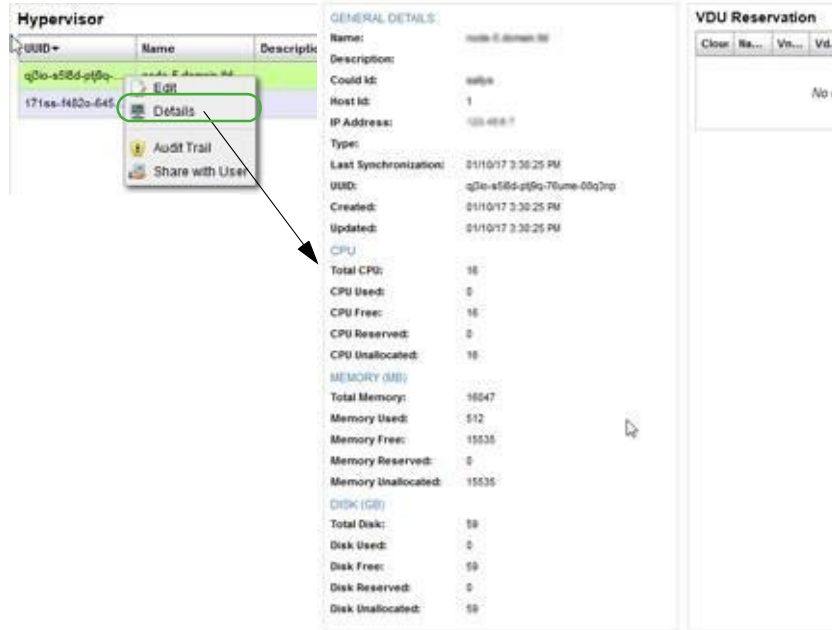 Hypervisor
UUID Name Descriptic
Edit
Details
Audit Trail
Share with User
GENERAL DETAILS
Name:
Description:
Could Id:
Host Id: 1
IP Address:
Type:
Last Synchronization: 01/10/17 3:30:25 PM
UUID:
Created: 01/10/17 3:30:25 PM
Updated: 01/10/17 3:30:25 PM
CPU
Total CPU: 16
CPU Used: 0
CPU Free: 16
CPU Reserved: 0
CPU Unallocated: 16
MEMORY (MB)
Total Memory: 16047
Memory Used: 512
Memory Free: 15535
Memory Reserved: 0
Memory Unallocated: 15535
DISK (GB)
Total Disk: 59
Disk Used: 0
Disk Free: 59
Disk Reserved: 0
Disk Unallocated: 59
VDU Reservation
Na... Vn... Vd.
No